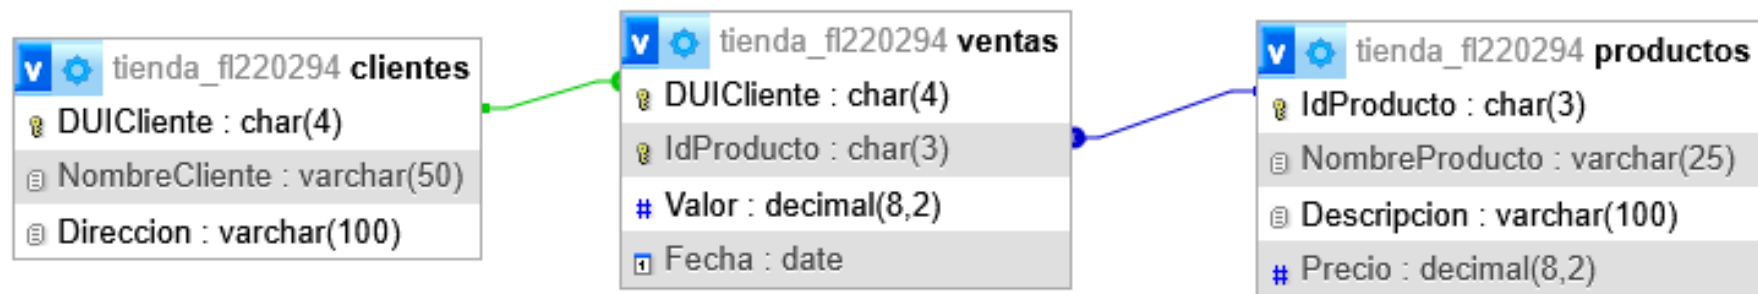 v tienda_fl220294 clientes
DUICliente : char(4)
NombreCliente : varchar(50)
Direccion : varchar(100)
v tienda_fl220294 ventas
DUICliente : char(4)
IdProducto : char(3)
# Valor : decimal(8,2)
1 Fecha : date
v tienda_fl220294 productos
IdProducto : char(3)
NombreProducto : varchar(25)
Descripcion : varchar(100)
# Precio : decimal(8,2)